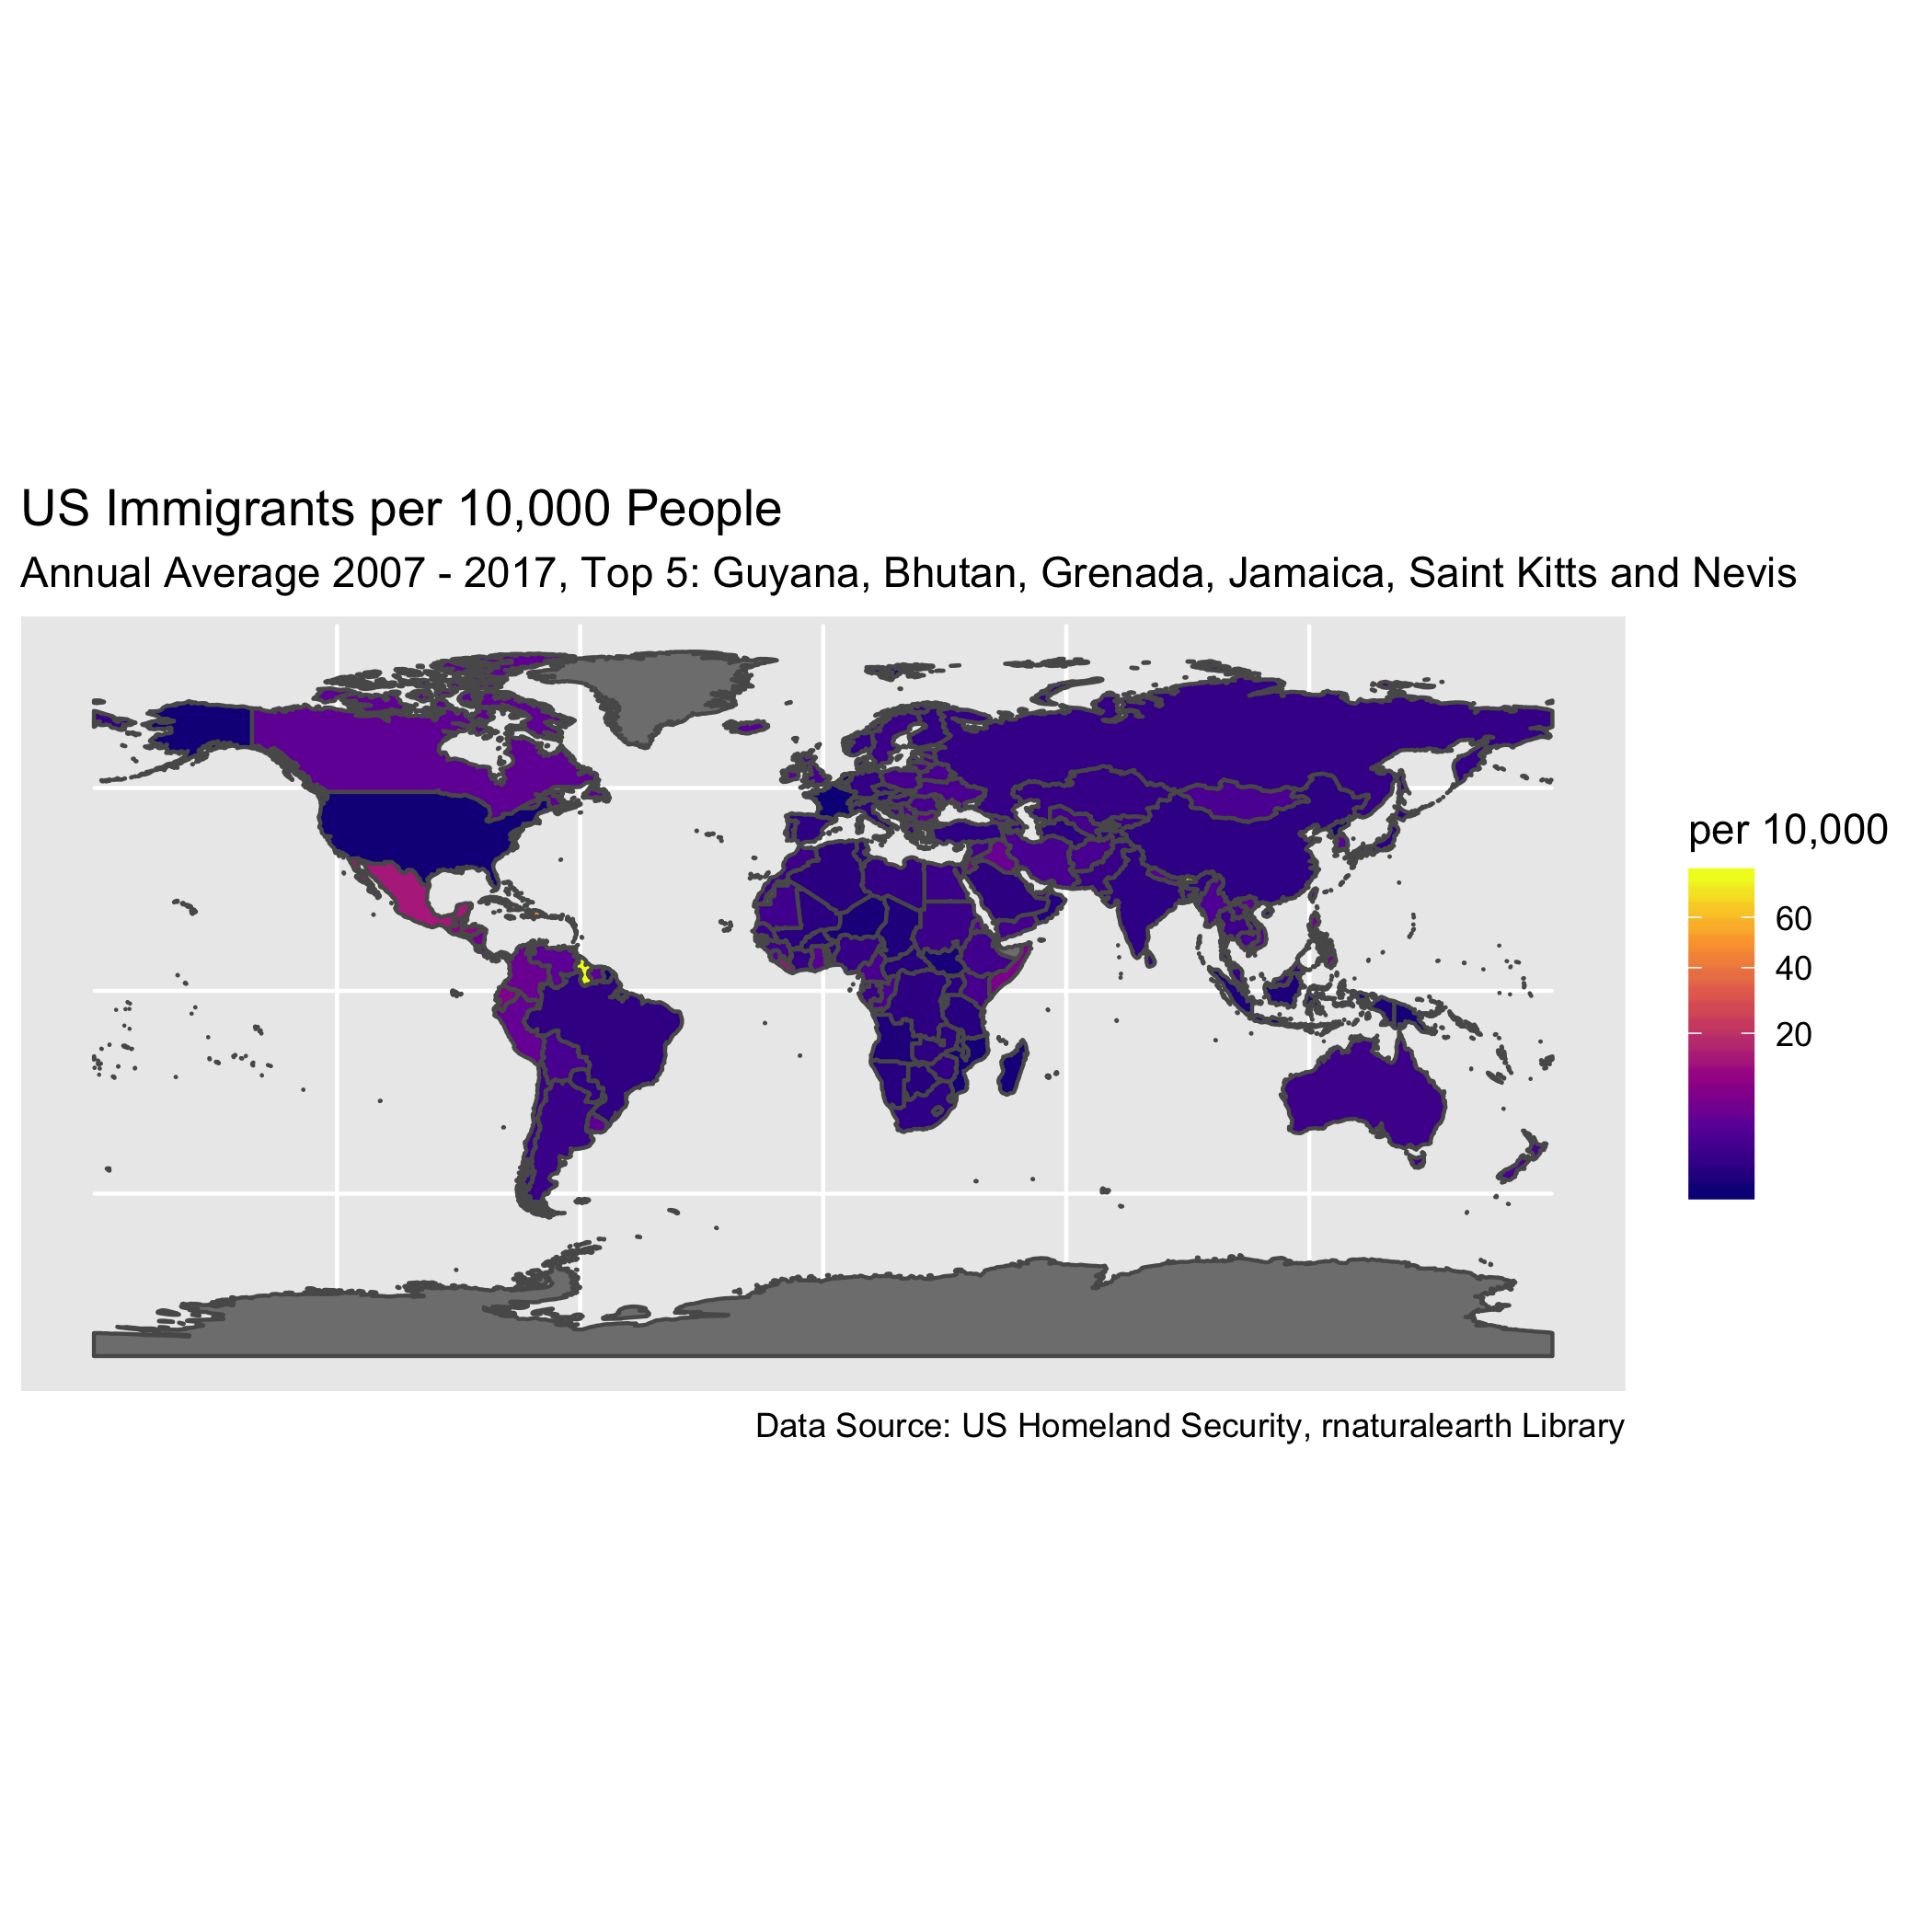 US Immigrants per 10,000 People
Annual Average 2007 - 2017, Top 5: Guyana, Bhutan, Grenada, Jamaica, Saint Kitts and Nevis
per 10,000
60
40
20
Data Source: US Homeland Security, rnaturalearth Library